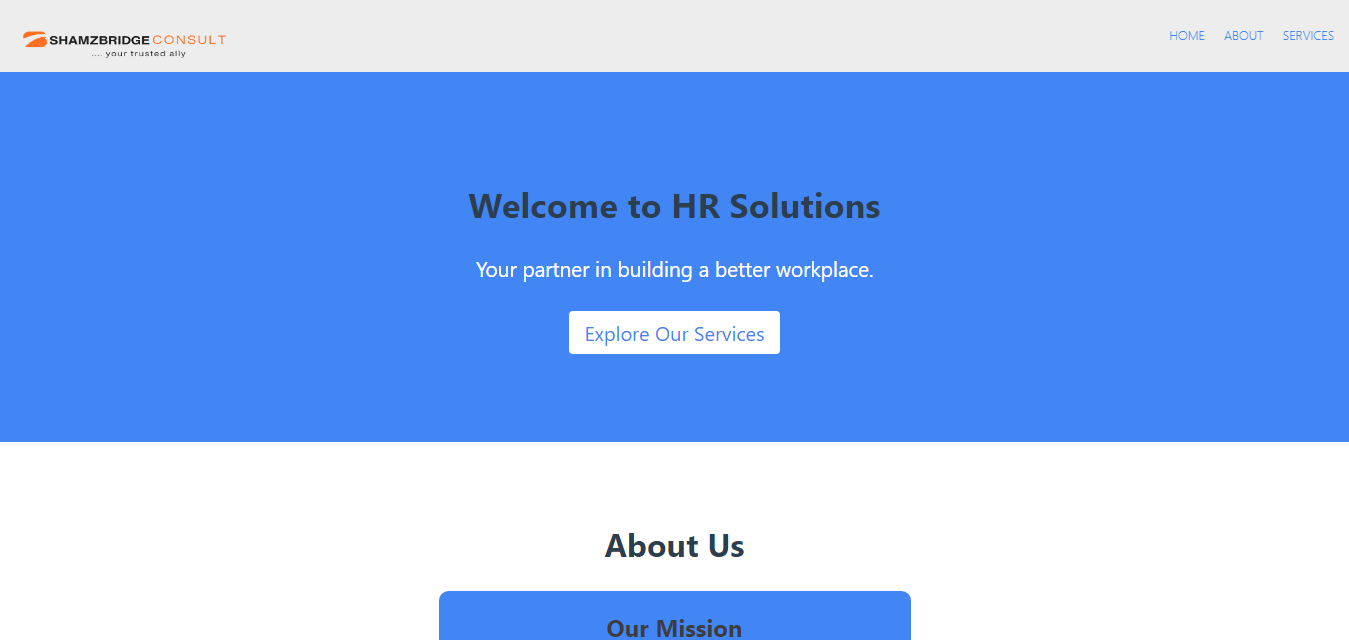 SHAMZBRIDGE CONSULT
.... your trusted ally
HOME ABOUT SERVICES
Welcome to HR Solutions
Your partner in building a better workplace.
Explore Our Services
About Us
Our Mission